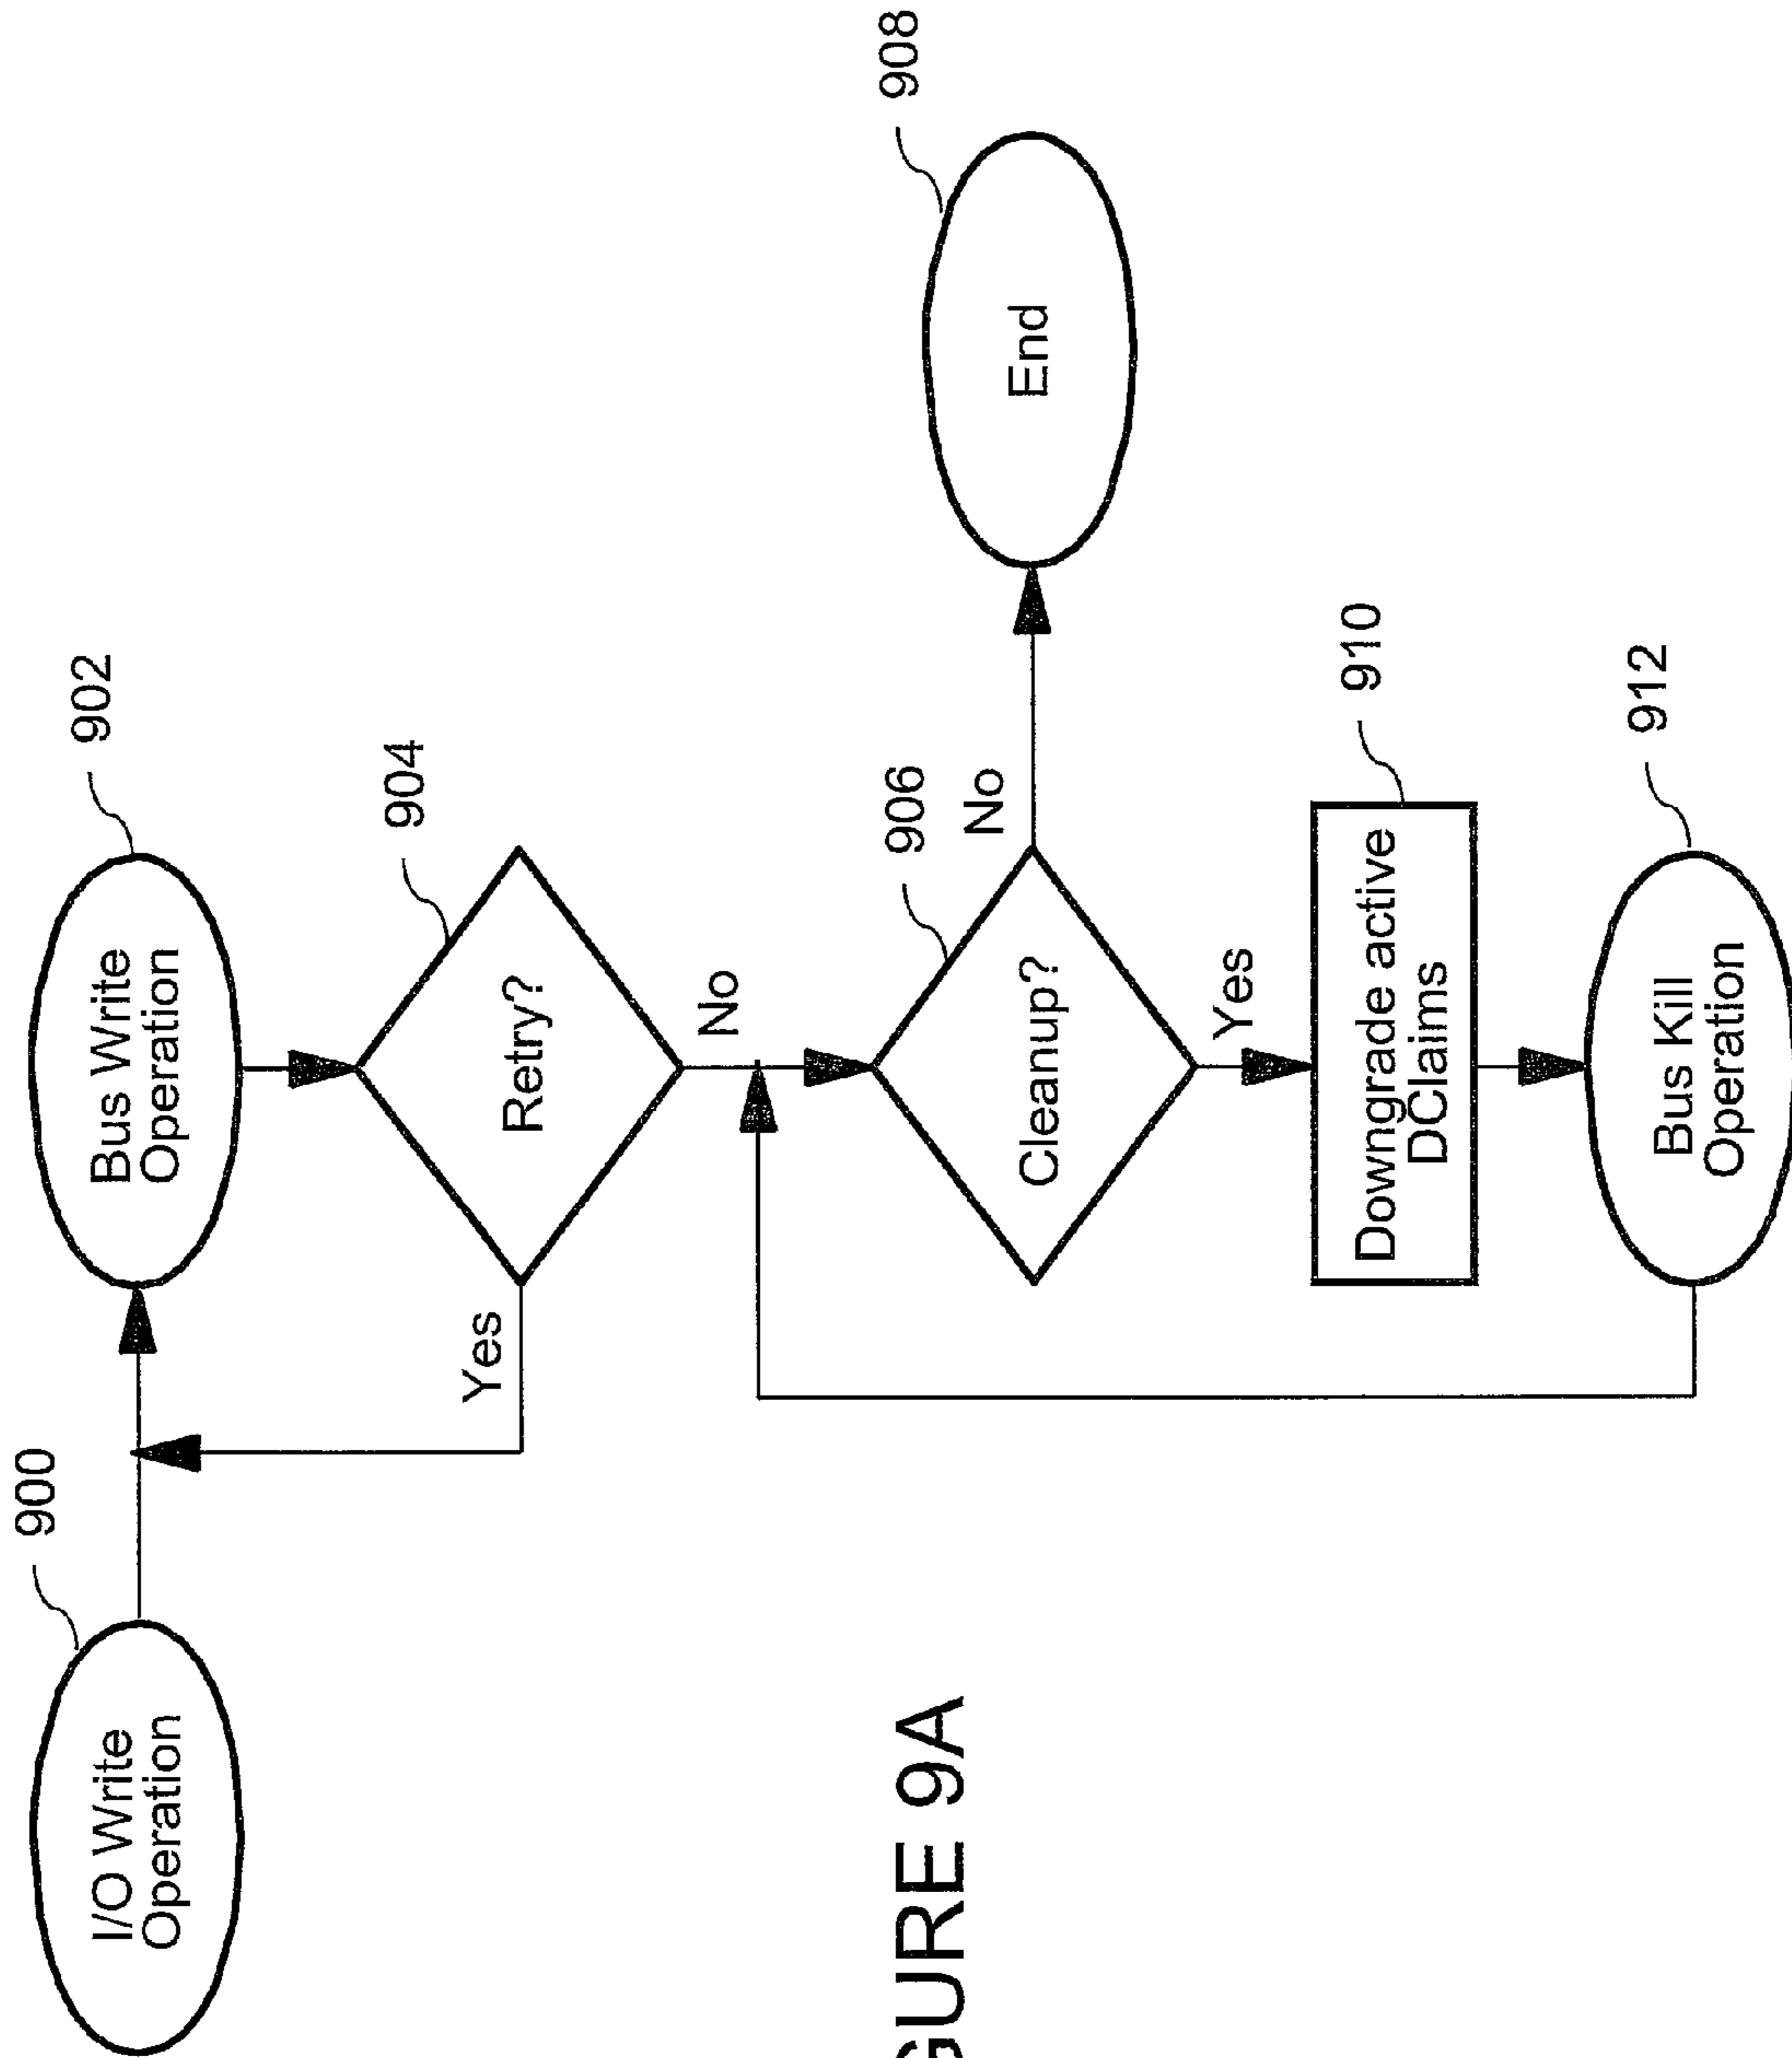 900
I/O Write
Operation
902
Bus Write
Operation
904
Retry?
Yes
No
906
Cleanup?
No
908
End
Yes
910
Downgrade active
DClaims
912
Bus Kill
Operation
GURE 9A